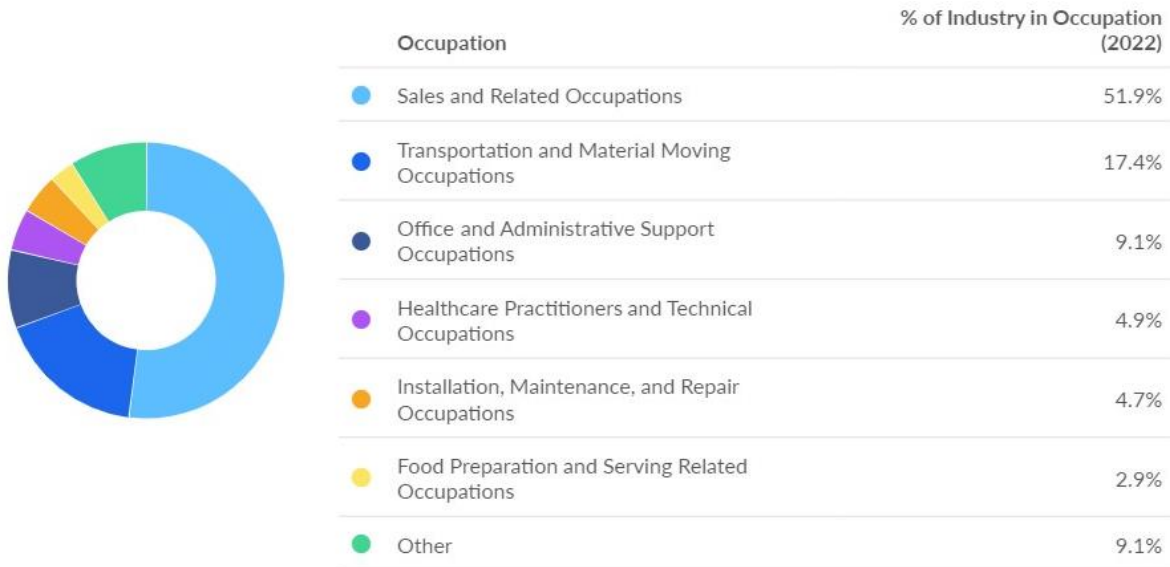 % of Industry in Occupation
Occupation
(2022)
Sales and Related Occupations
51.9%
Transportation and Material Moving
Occupations
17.4%
Office and Administrative Support
Occupations
9.1%
Healthcare Practitioners and Technical
Occupations
4.9%
Installation, Maintenance, and Repair
Occupations
4.7%
Food Preparation and Serving Related
Occupations
2.9%
Other
9.1%